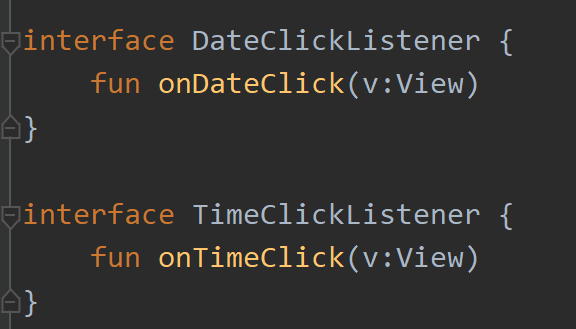 interface DateClickListener {
    fun onDateClick(v:View)
}
interface TimeClickListener {
    fun onTimeClick(v:View)
}